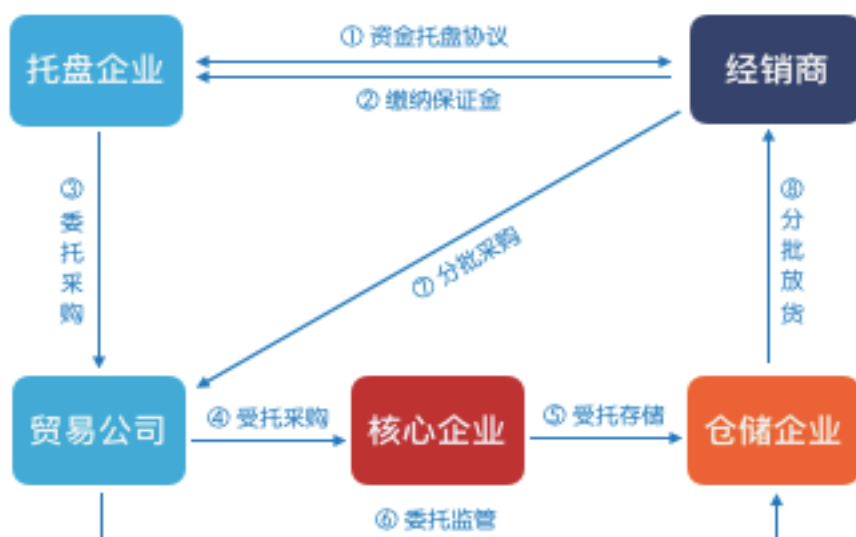 ① 资金托盘协议
托盘企业
经销商
② 缴纳保证金
③委托采购
⑦ 分批采购
⑧分批放货
贸易公司
④ 受托采购
核心企业
⑤ 受托存储
仓储企业
⑥ 委托监管